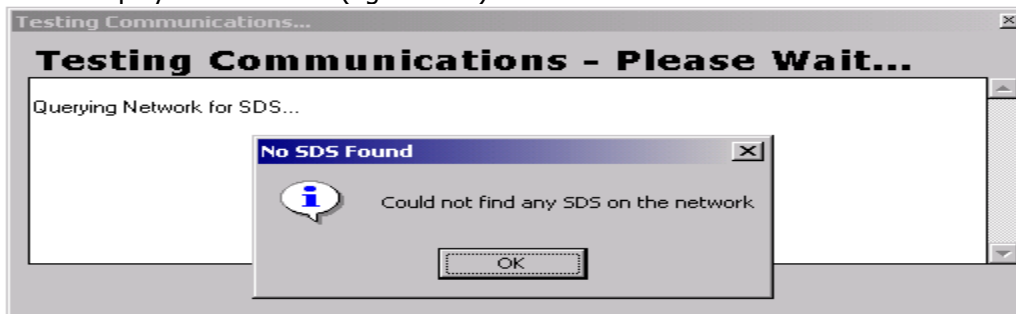 Testing Communications...
Testing Communications - Please Wait...
Querying Network for SDS...
No SDS Found
Could not find any SDS on the network
OK